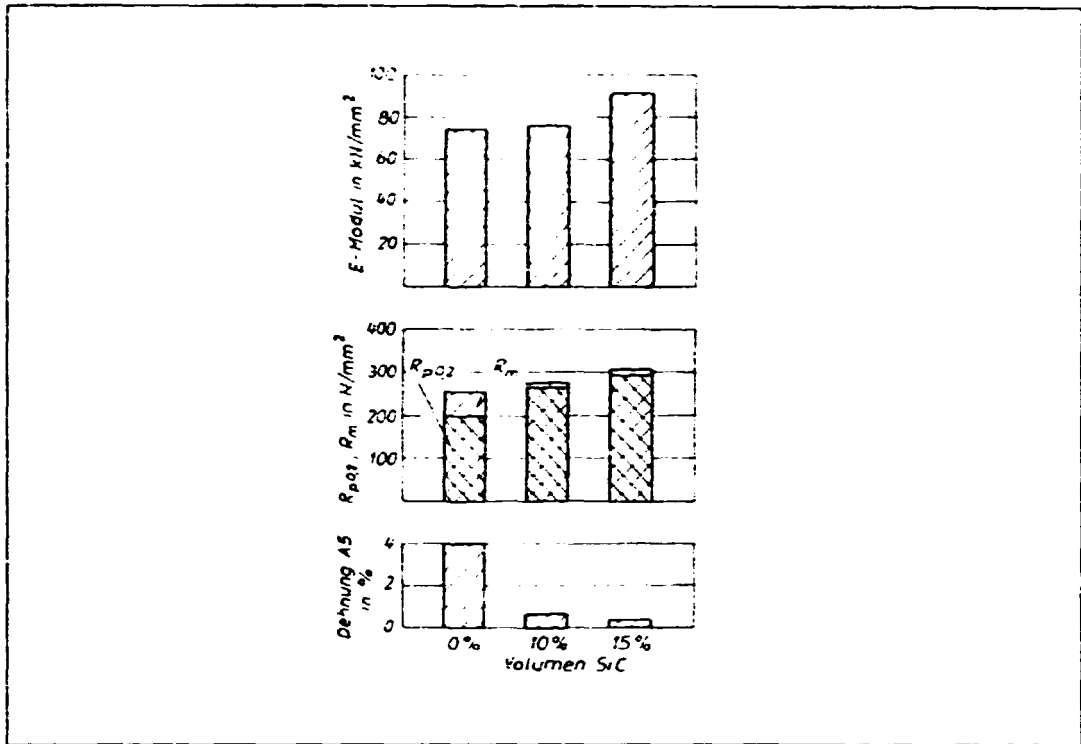 E-Modul in kN/mm²
100
80
60
40
20
Rp0,2, Rm in N/mm²
400
300
200
100
Rp0,2
Rm
Dehnung A5
in %
4
2
0
0% 10% 15%
Volumen SiC